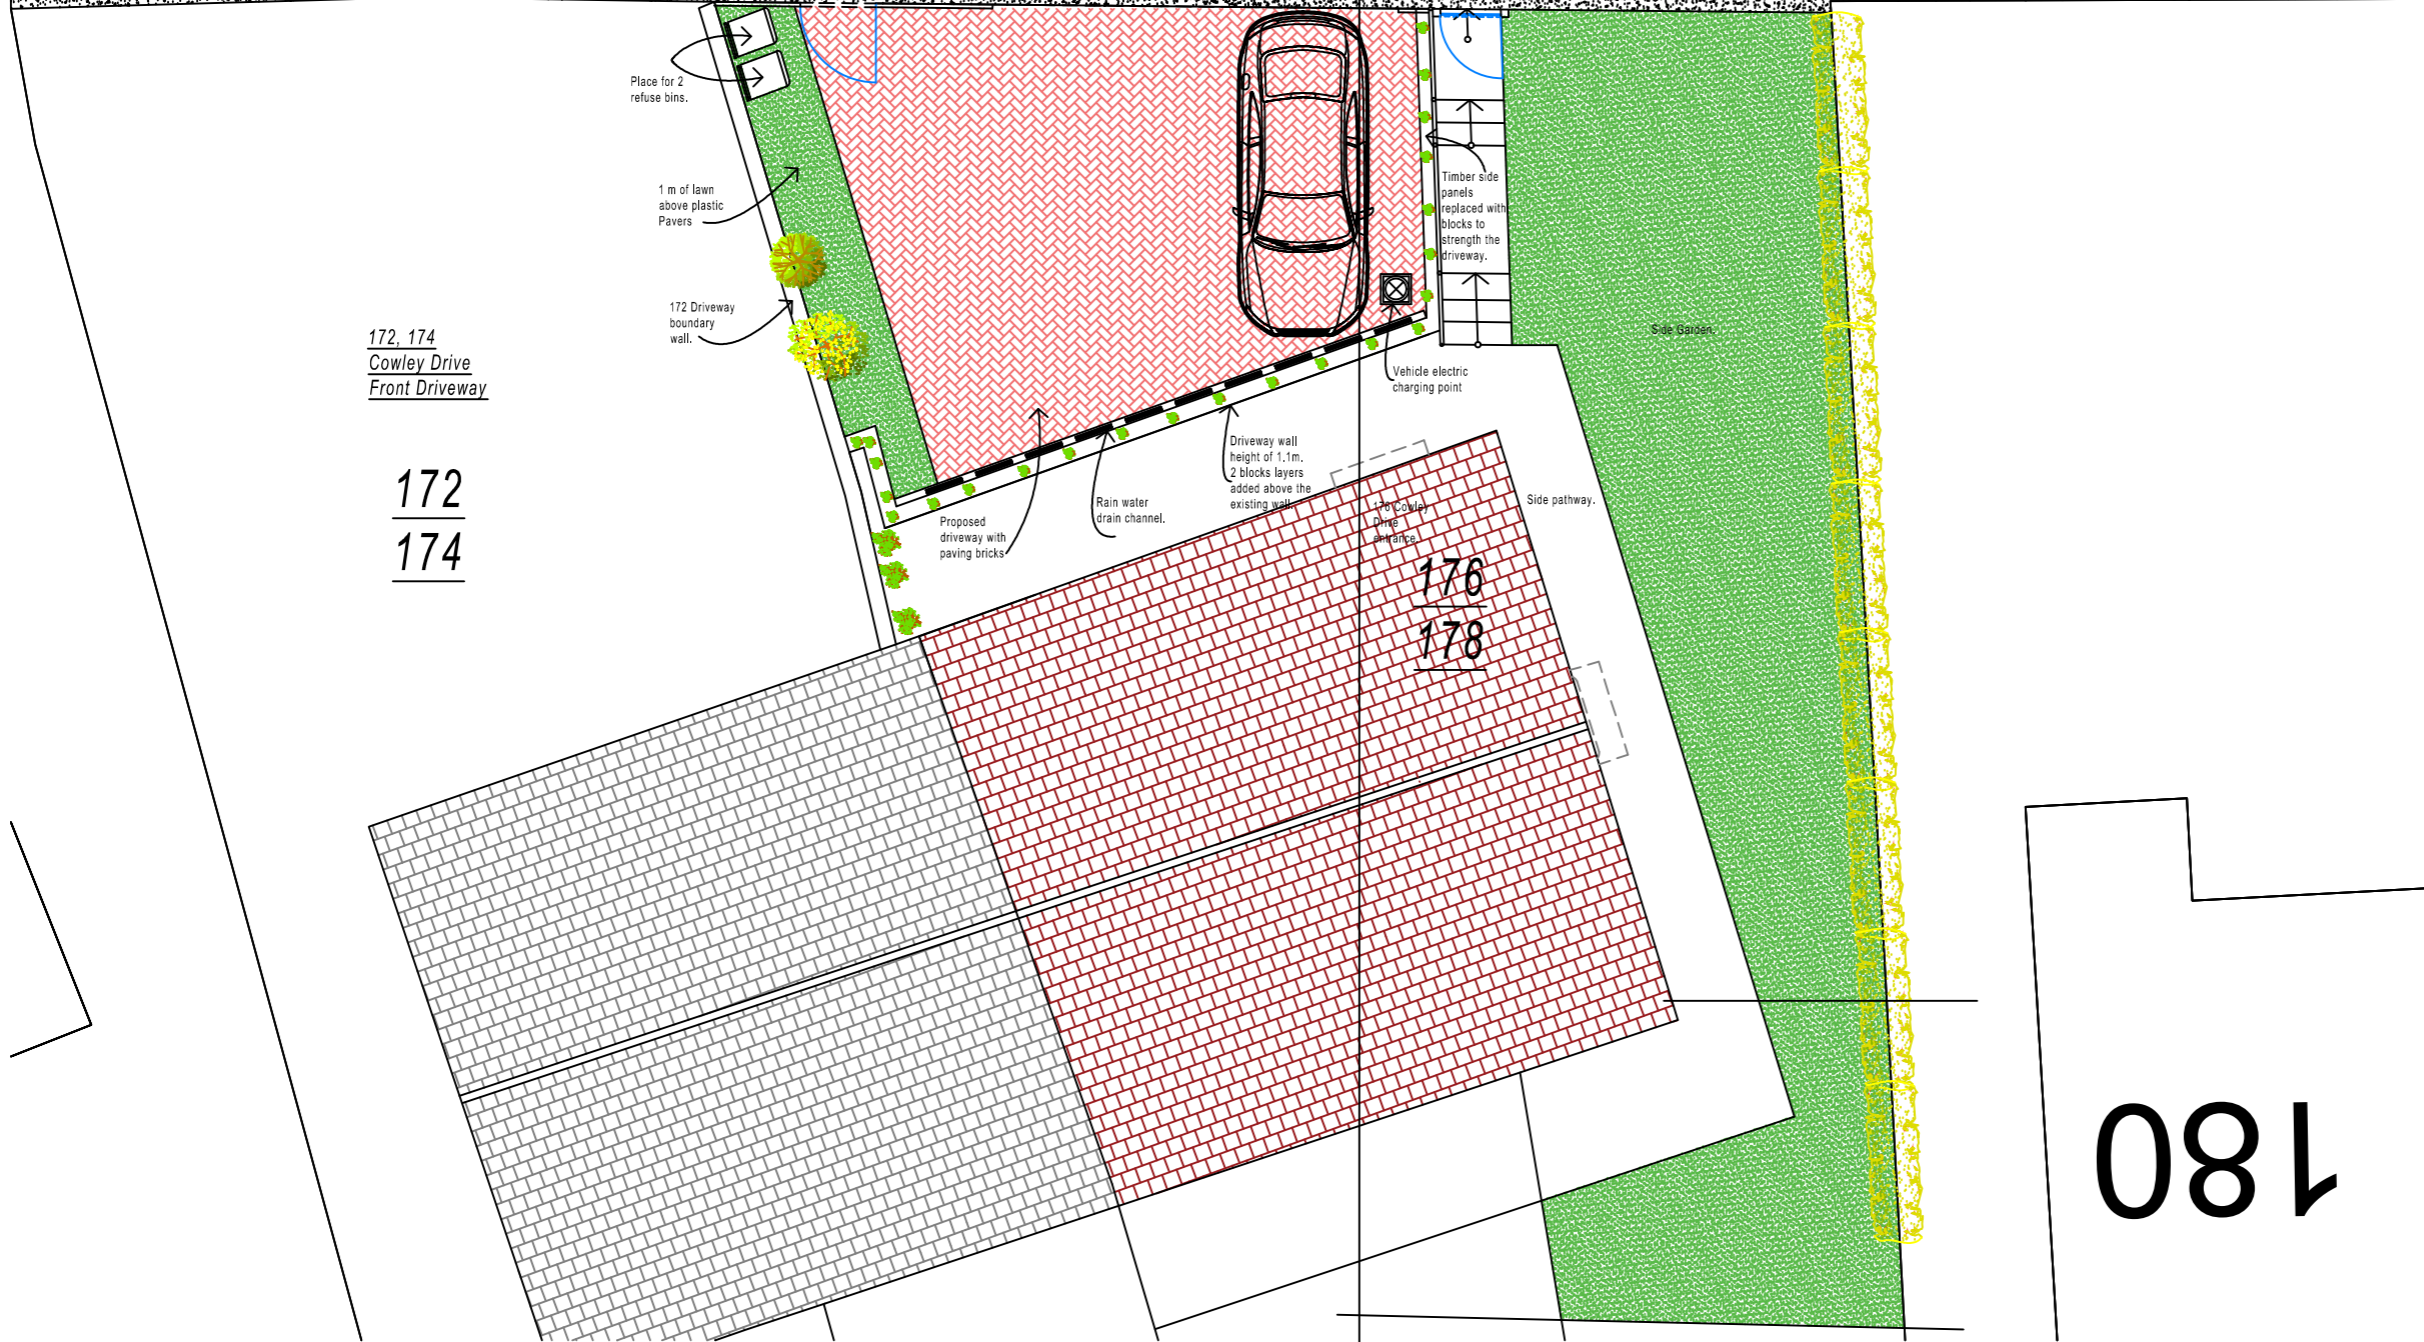 Place for 2
refuse bins.
1 m of lawn
above plastic
Pavers
172 Driveway
boundary
wall.
172, 174
Cowley Drive
Front Driveway
172
174
Timber side
panels
replaced with
blocks to
strength the
driveway.
Side Garden.
Vehicle electric
charging point
Driveway wall
height of 1.1m.
2 blocks layers
added above the
existing wall.
Rain water
drain channel.
Proposed
driveway with
paving bricks
176 Cowley
Drive
entrance.
Side pathway.
176
178
180